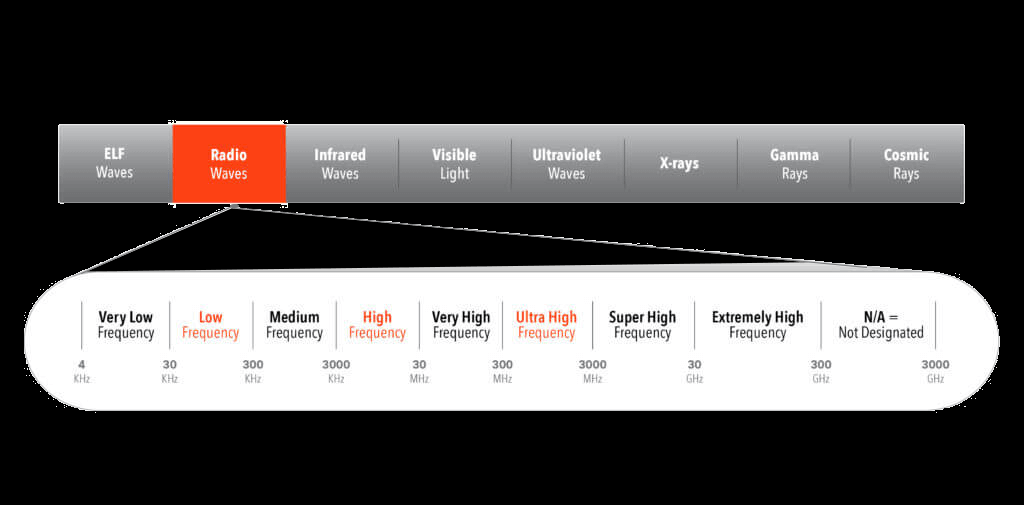 ELF
Waves
Radio
Waves
Infrared
Waves
Visible
Light
Ultraviolet
Waves
X-rays
Gamma
Rays
Cosmic
Rays
Very Low
Frequency
Low
Frequency
Medium
Frequency
High
Frequency
Very High
Frequency
Ultra High
Frequency
Super High
Frequency
Extremely High
Frequency
N/A =
Not Designated
4
KHz
30
KHz
300
KHz
3000
KHz
30
MHz
300
MHz
3000
MHz
30
GHz
300
GHz
3000
GHz